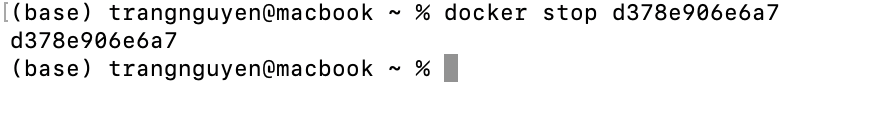 [(base) trangnguyen@macbook ~ % docker stop d378e906e6a7
d378e906e6a7
(base) trangnguyen@macbook ~ %